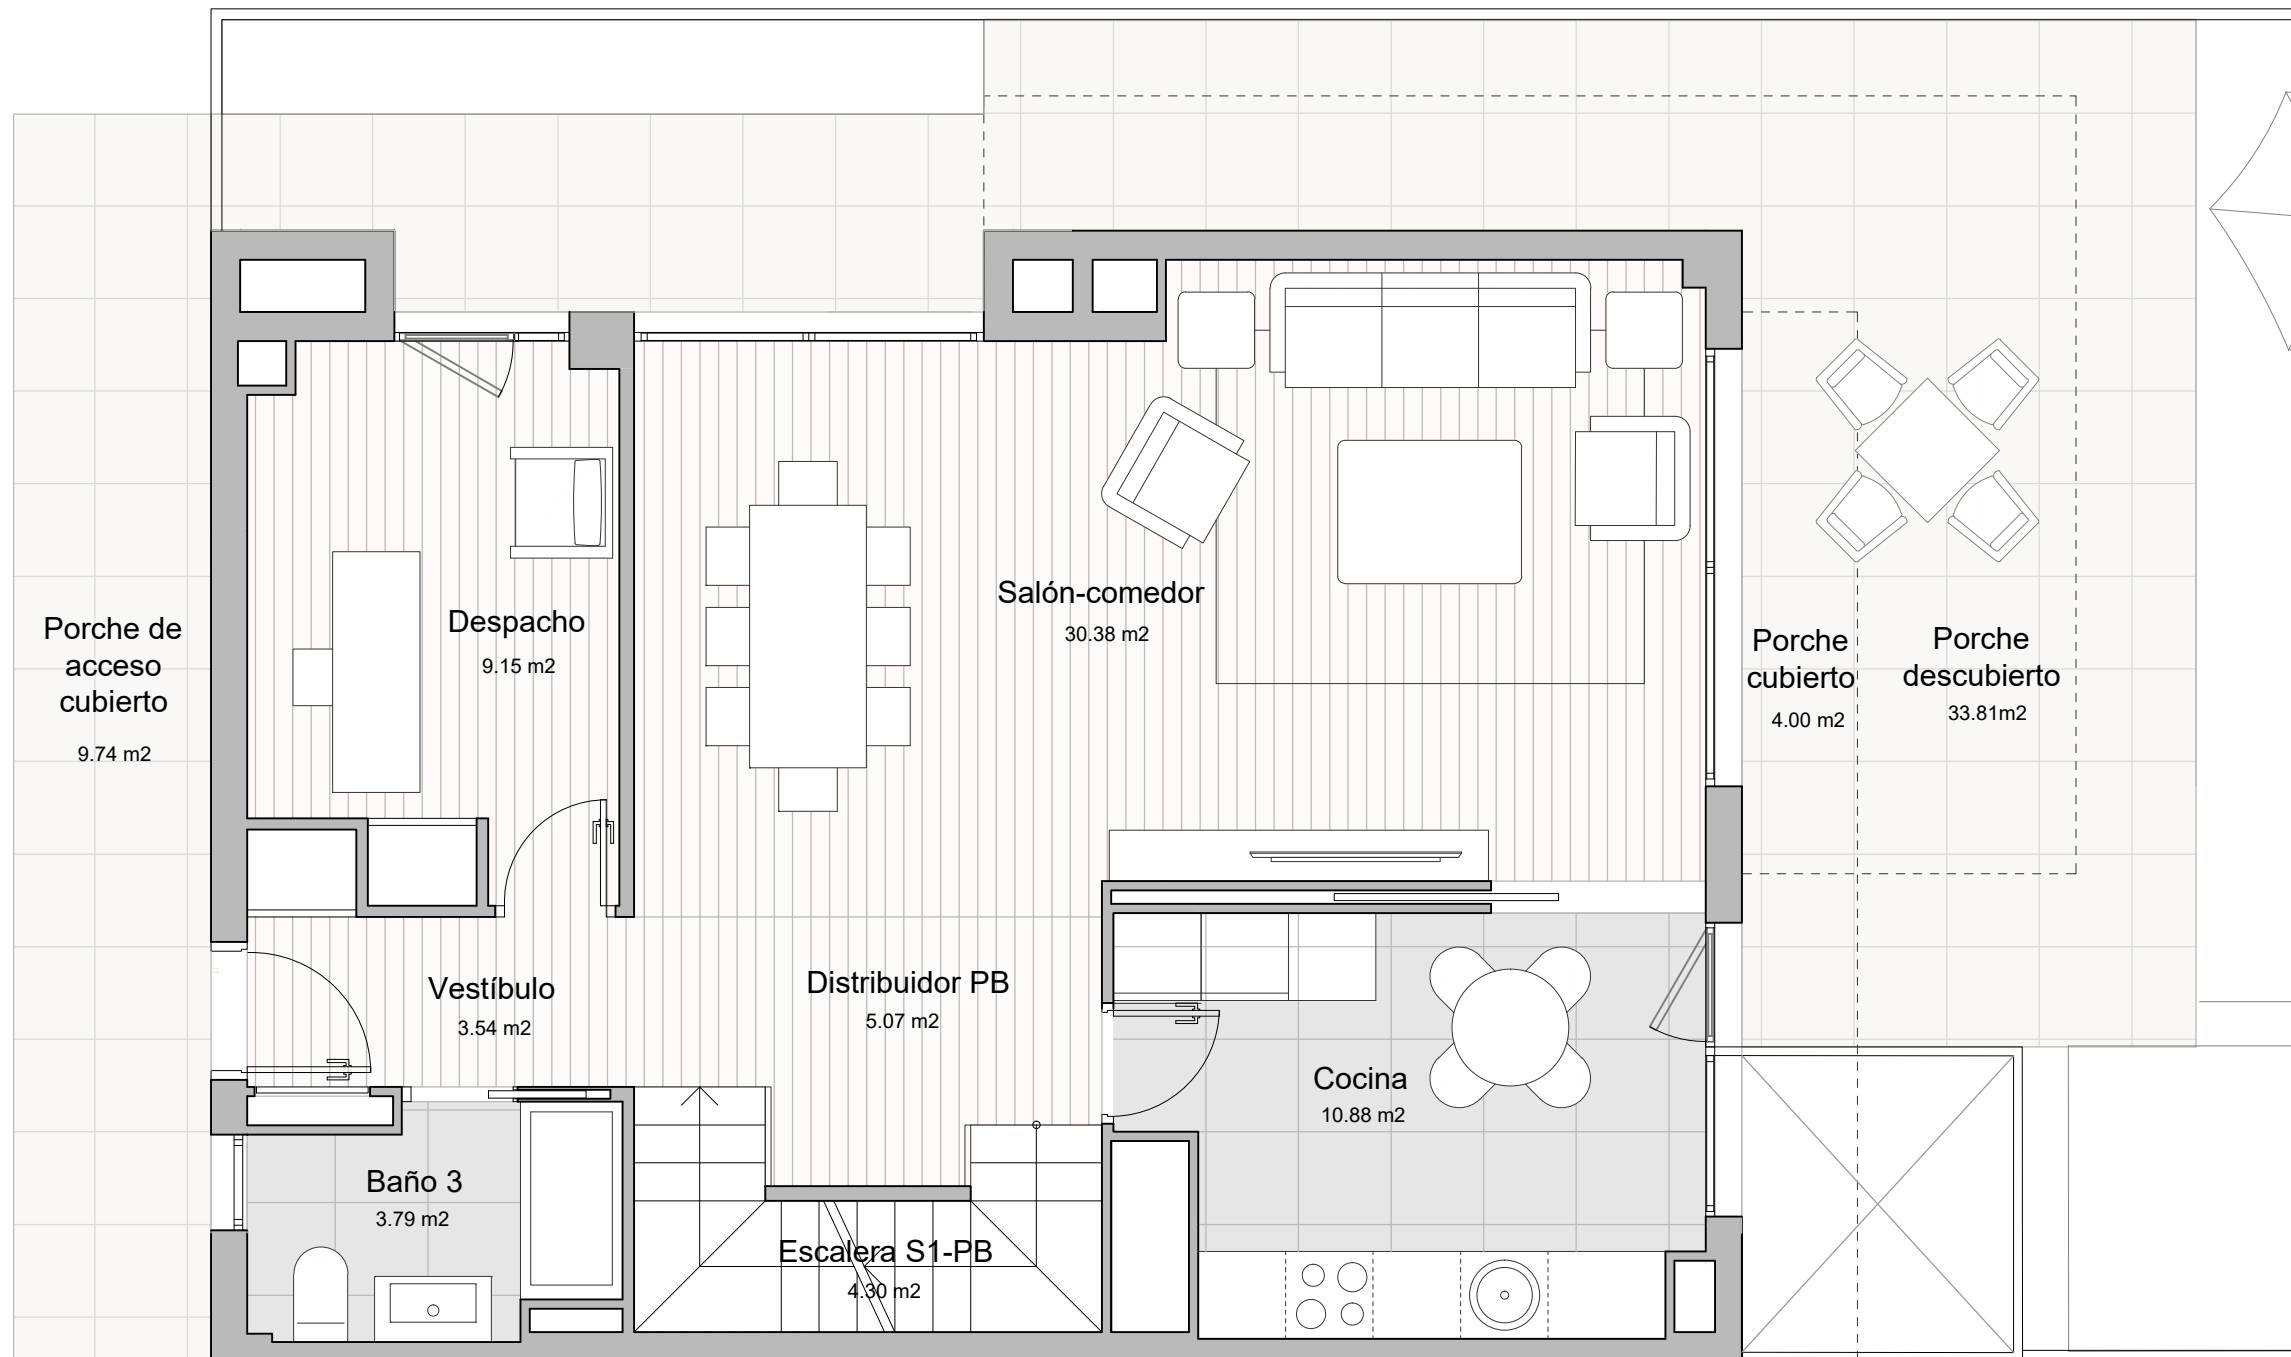 Porche de
acceso
cubierto
9.74 m2
Despacho
9.15 m2
Salón-comedor
30.38 m2
Porche
cubierto
4.00 m2
Porche
descubierto
33.81m2
Vestíbulo
3.54 m2
Distribuidor PB
5.07 m2
Cocina
10.88 m2
Baño 3
3.79 m2
Escalera S1-PB
4.30 m2